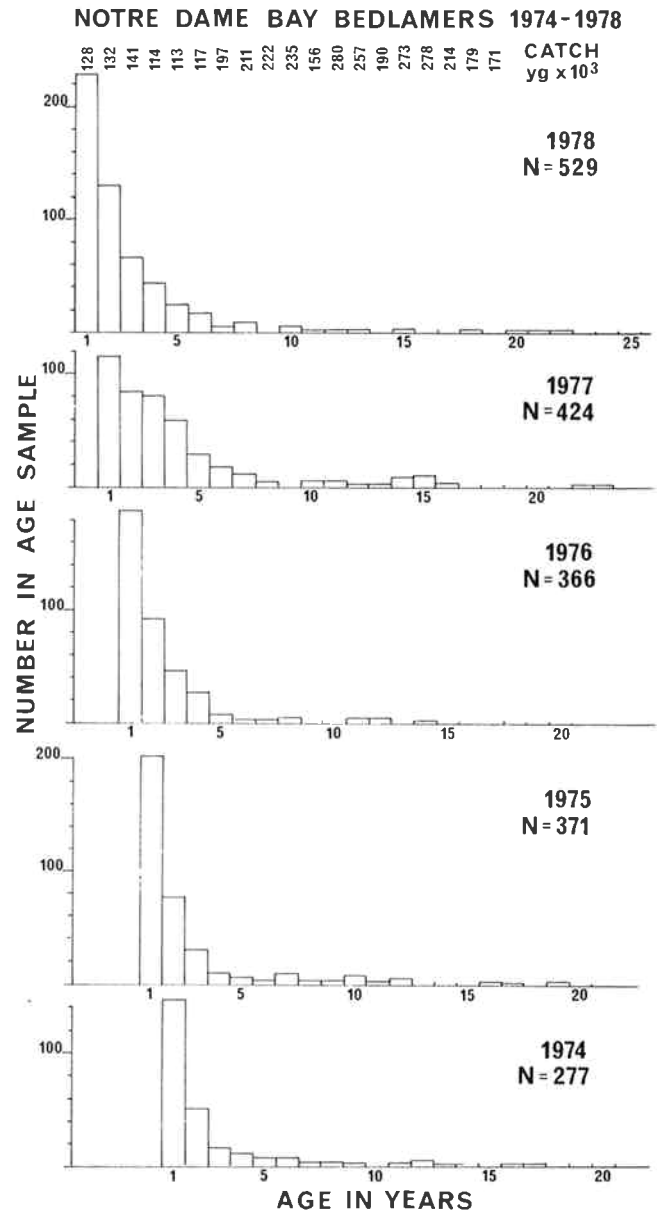 NOTRE DAME BAY BEDLAMERS 1974-1978
128 132 141 114 113 117 197 211 222 235 156 280 257 190 273 278 214 179 171 CATCH
yg x 10³
200
1978
N = 529
100
1 5 10 15 20 25
100
1977
N = 424
1 5 10 15 20
1976
N = 366
100
1 5 10 15 20
200
1975
N = 371
100
1 5 10 15 20
100
1974
N = 277
1 5 10 15 20
NUMBER IN AGE SAMPLE
AGE IN YEARS